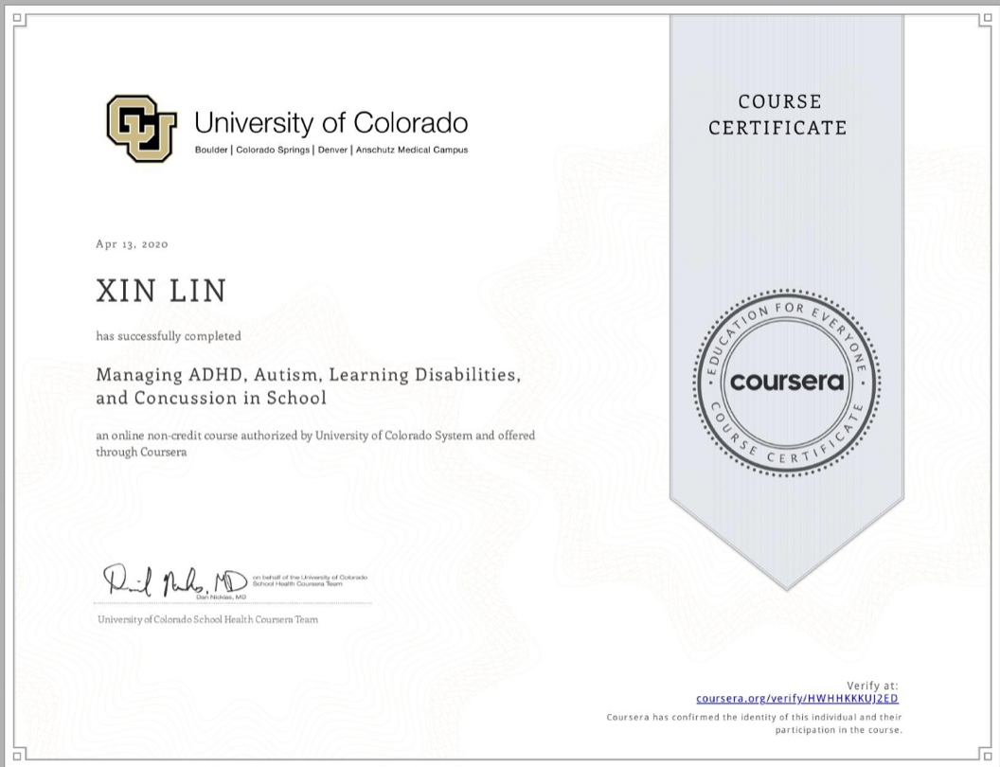 University of Colorado
Boulder | Colorado Springs | Denver | Anschutz Medical Campus
COURSE
CERTIFICATE
Apr 13, 2020
XIN LIN
has successfully completed
Managing ADHD, Autism, Learning Disabilities,
and Concussion in School
an online non-credit course authorized by University of Colorado System and offered
through Coursera
EDUCATION FOR EVERYONE
coursera
COURSE CERTIFICATE
on behalf of the University of Colorado
School Health Coursera Team
Dan Nicklas, MD
University of Colorado School Health Coursera Team
Verify at:
coursera.org/verify/HWHHKKKUJ2ED
Coursera has confirmed the identity of this individual and their
participation in the course.